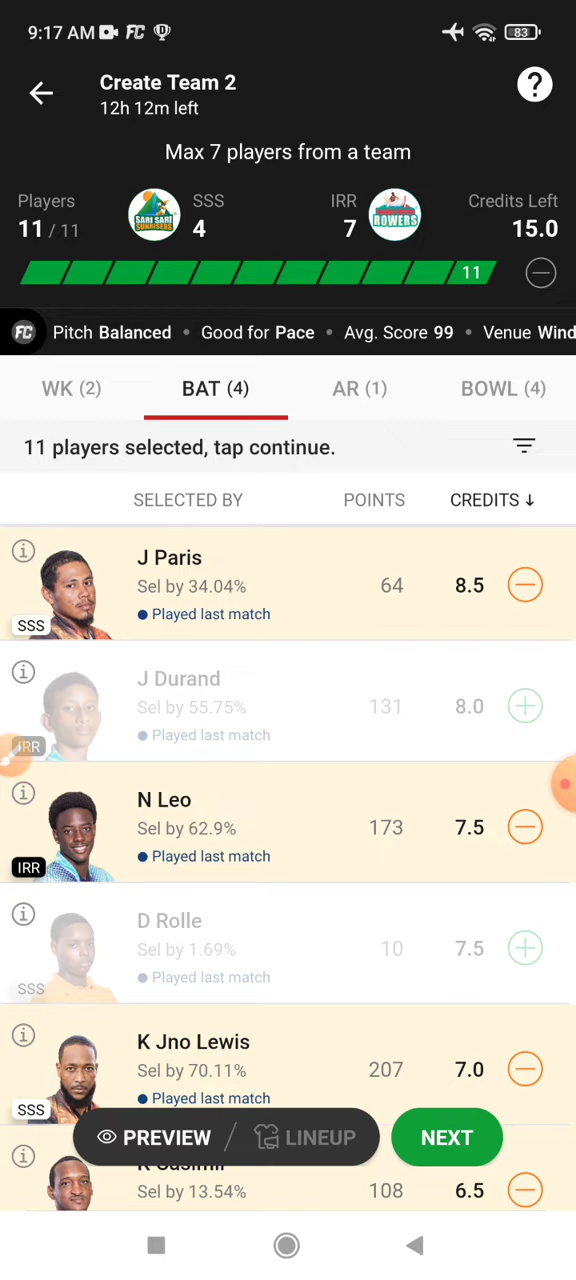 9:17 AM FC 83
Create Team 2
12h 12m left
?
Max 7 players from a team
Players SSS IRR Credits Left
11 / 11 SARI SARI SUNRISERS 4 7 ROWERS 15.0
11
FC Pitch Balanced • Good for Pace • Avg. Score 99 • Venue Wind
WK (2) BAT (4) AR (1) BOWL (4)
11 players selected, tap continue.
SELECTED BY POINTS CREDITS ↓
J Paris
Sel by 34.04% 64 8.5
Played last match
SSS
J Durand
Sel by 55.75% 131 8.0
Played last match
IRR
N Leo
Sel by 62.9% 173 7.5
Played last match
IRR
D Rolle
Sel by 1.69% 10 7.5
Played last match
SSS
K Jno Lewis
Sel by 70.11% 207 7.0
Played last match
SSS
PREVIEW / LINEUP NEXT
Sel by 13.54% 108 6.5